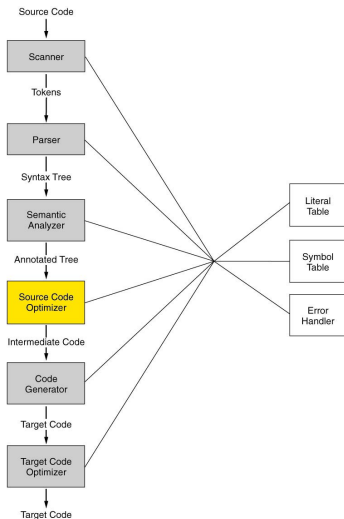 Source Code
Scanner
Tokens
Parser
Syntax Tree
Semantic
Analyzer
Annotated Tree
Source Code
Optimizer
Intermediate Code
Code
Generator
Target Code
Target Code
Optimizer
Target Code
Literal
Table
Symbol
Table
Error
Handler